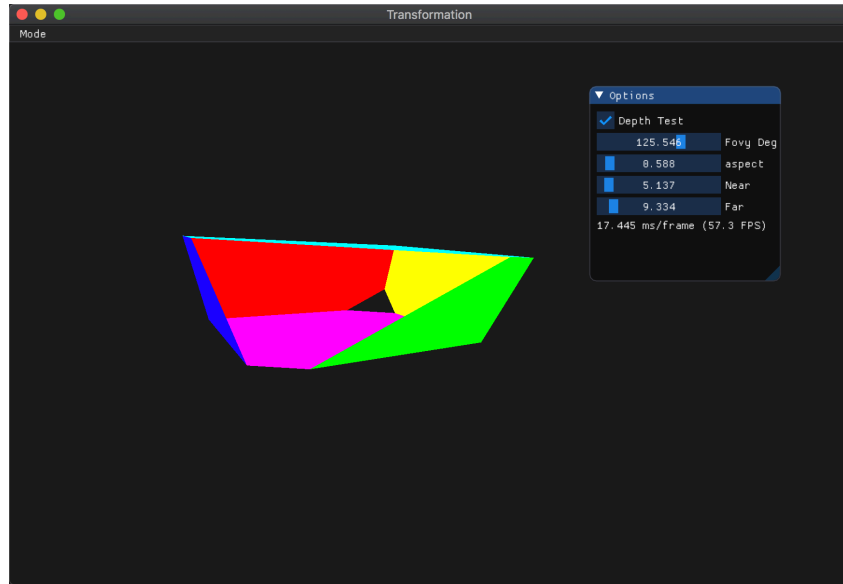 Transformation
Mode
Options
Depth Test
125.546 Fovy Deg
8.588 aspect
5.137 Near
9.334 Far
17.445 ms/frame (57.3 FPS)